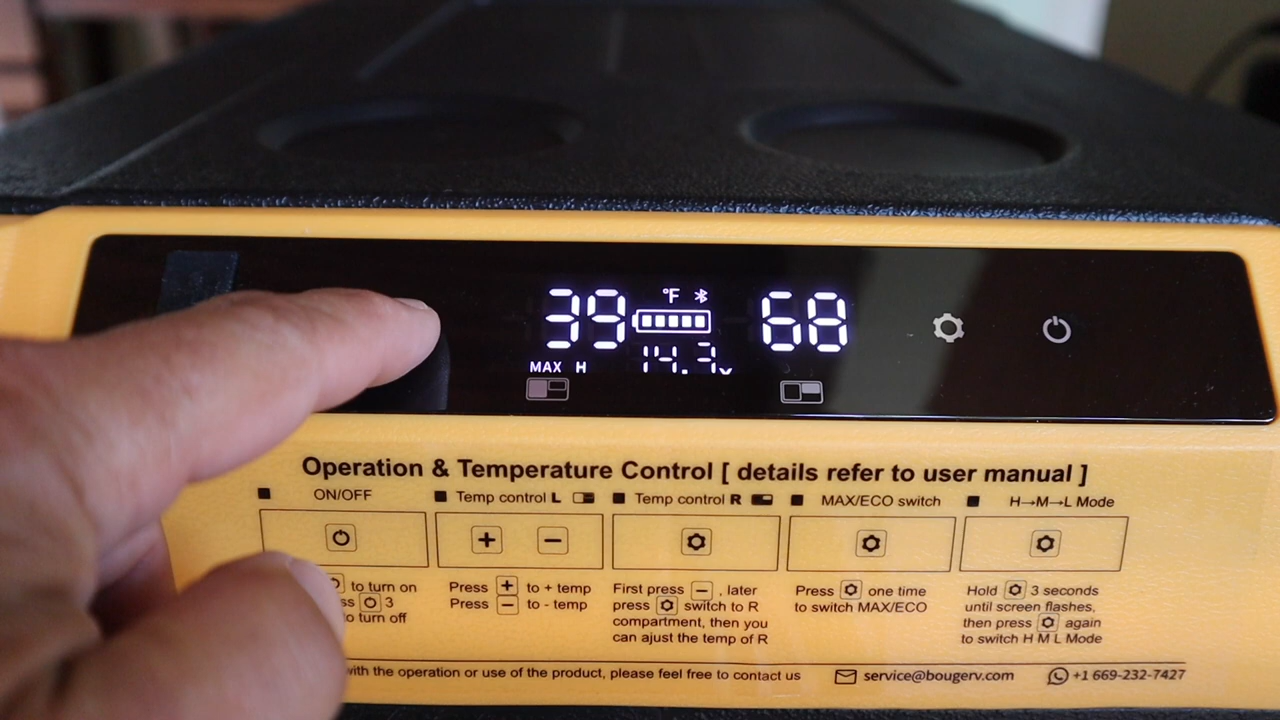 39 °F 68
14.7v
MAX H
Operation & Temperature Control [ details refer to user manual ]
ON/OFF
Temp control L
Temp control R
MAX/ECO switch
H→M→L Mode
to turn on
3
to turn off
Press + to + temp
Press − to - temp
First press − , later
press switch to R
compartment, then you
can ajust the temp of R
Press one time
to switch MAX/ECO
Hold 3 seconds
until screen flashes,
then press again
to switch H M L Mode
with the operation or use of the product, please feel free to contact us
service@bougerv.com
+1 669-232-7427